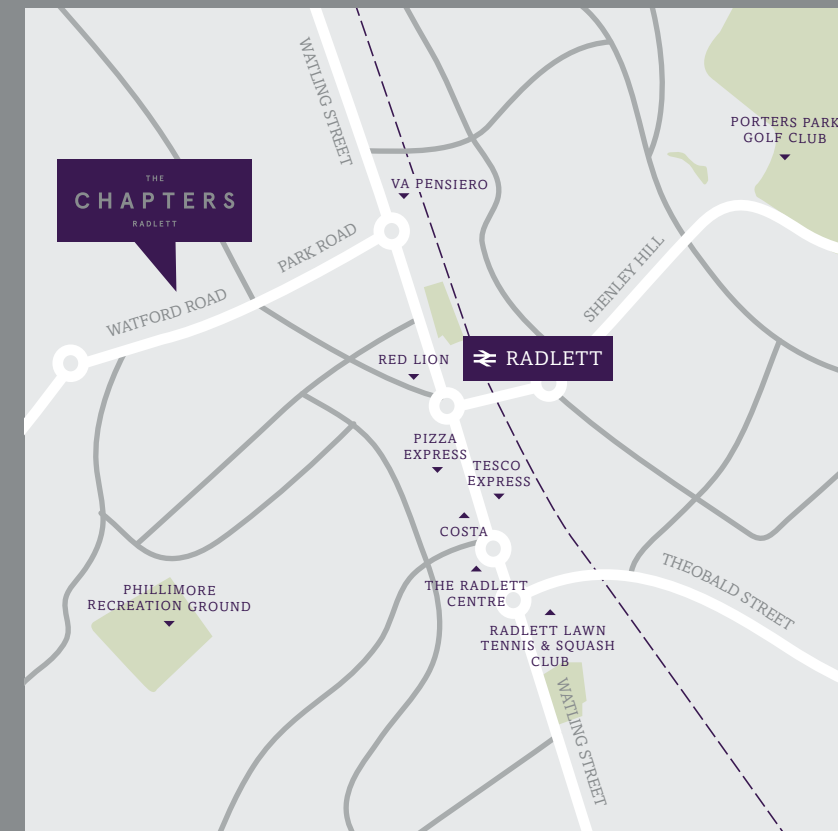 WATLING STREET
PORTERS PARK
GOLF CLUB
THE
CHAPTERS
RADLETT
VA PENSIERO
PARK ROAD
SHENLEY HILL
WATFORD ROAD
RADLETT
RED LION
PIZZA
EXPRESS
TESCO
EXPRESS
COSTA
THEOBALD STREET
THE RADLETT
CENTRE
PHILLIMORE
RECREATION GROUND
RADLETT LAWN
TENNIS & SQUASH
CLUB
WATLING STREET